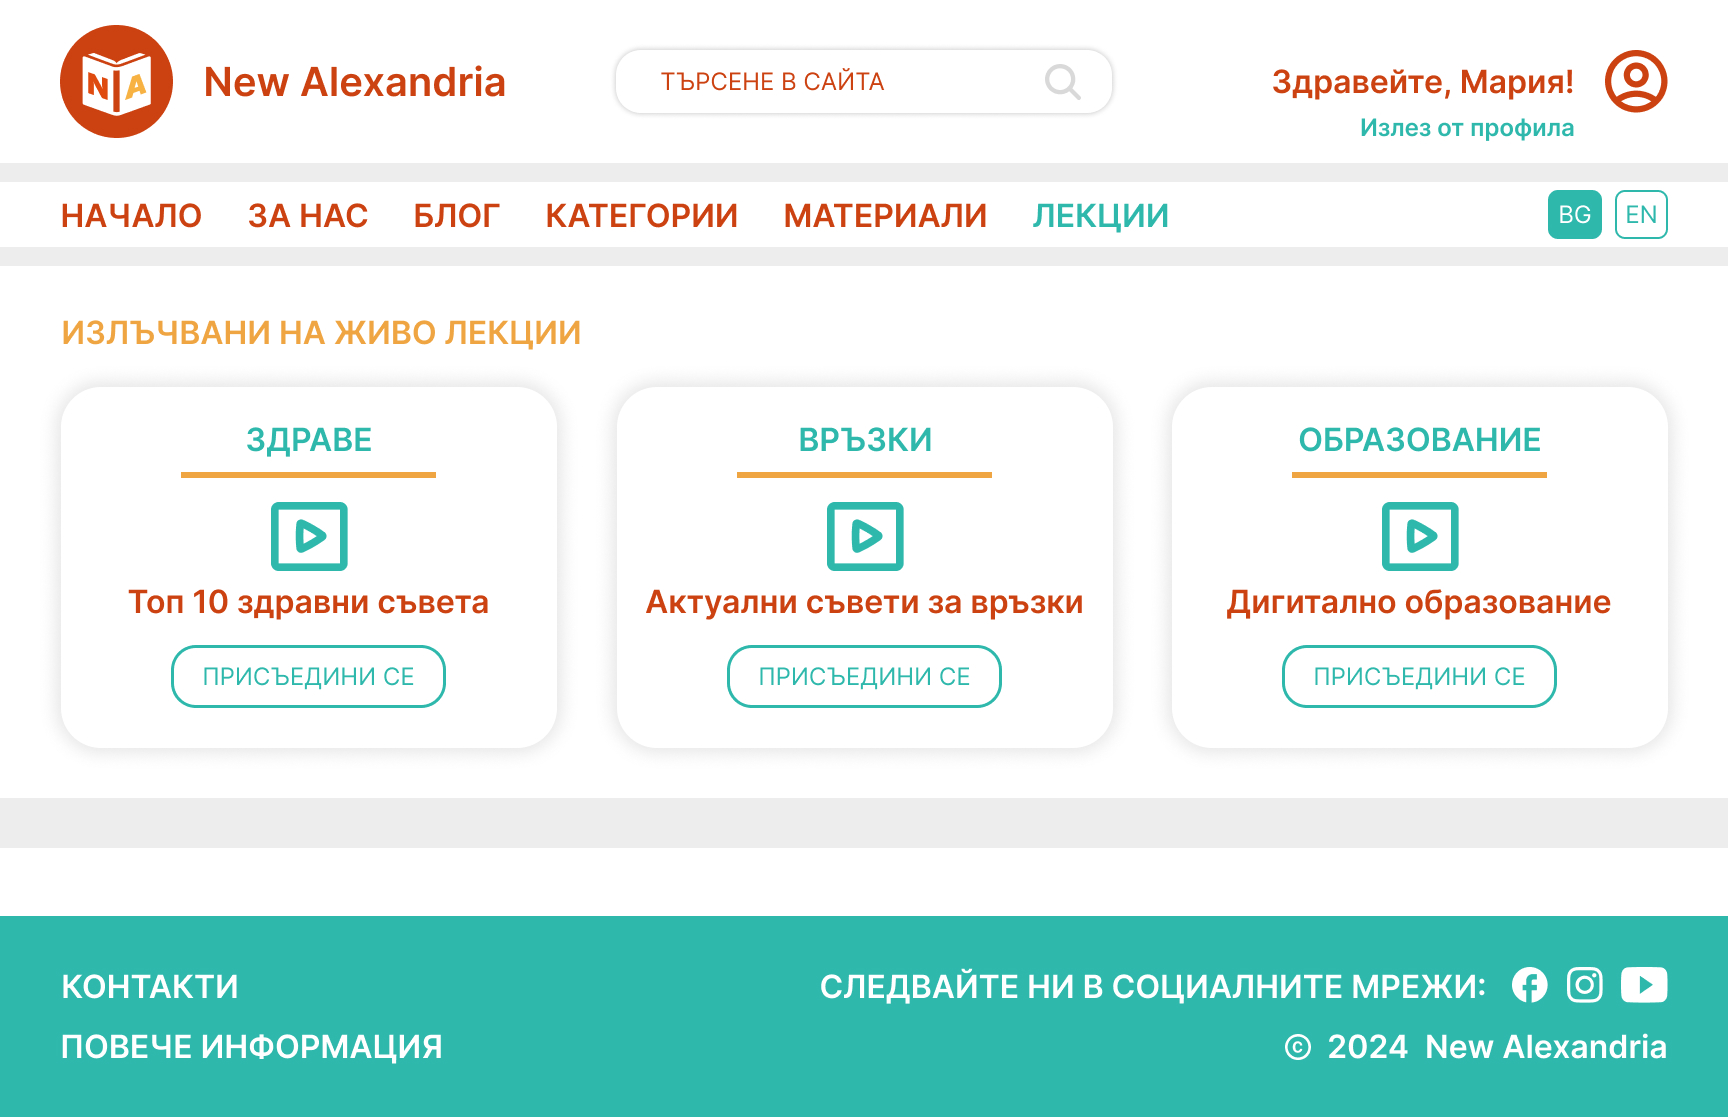 NA
New Alexandria
ТЪРСЕНЕ В САЙТА
Здравейте, Мария!
Излез от профила
НАЧАЛО ЗА НАС БЛОГ КАТЕГОРИИ МАТЕРИАЛИ ЛЕКЦИИ
BG EN
ИЗЛЪЧВАНИ НА ЖИВО ЛЕКЦИИ
ЗДРАВЕ
Топ 10 здравни съвета
ПРИСЪЕДИНИ СЕ
ВРЪЗКИ
Актуални съвети за връзки
ПРИСЪЕДИНИ СЕ
ОБРАЗОВАНИЕ
Дигитално образование
ПРИСЪЕДИНИ СЕ
КОНТАКТИ
ПОВЕЧЕ ИНФОРМАЦИЯ
СЛЕДВАЙТЕ НИ В СОЦИАЛНИТЕ МРЕЖИ:
© 2024 New Alexandria